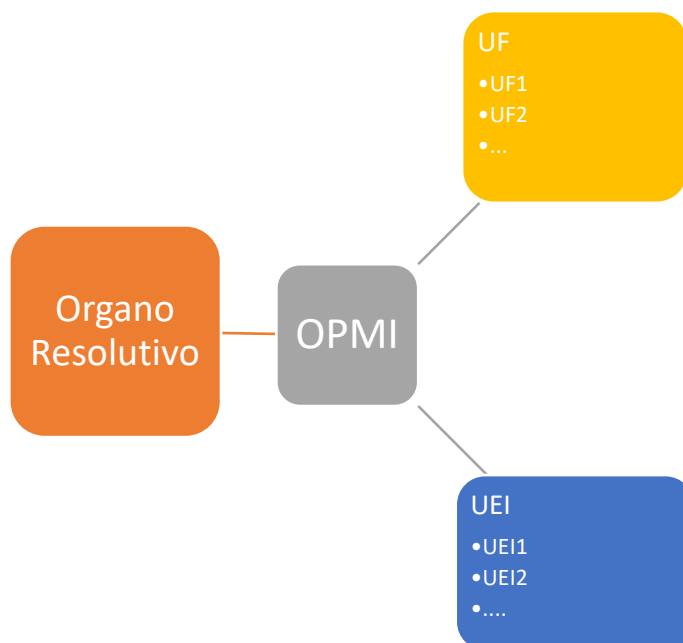 UF
•UF1
•UF2
•...
Organo
Resolutivo
OPMI
UEI
•UEI1
•UEI2
•....